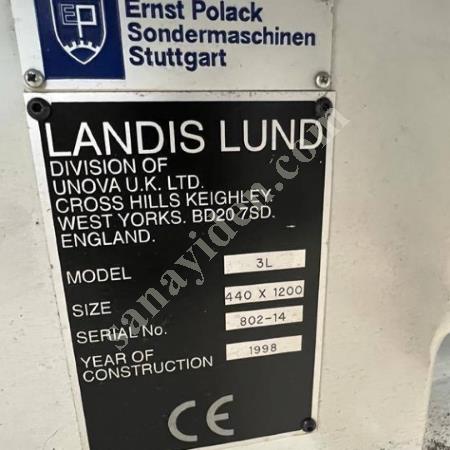 EP
Ernst Polack
Sondermaschinen
Stuttgart
LANDIS LUND
DIVISION OF
UNOVA U.K. LTD.
CROSS HILLS KEIGHLEY.
WEST YORKS. BD20 7SD.
ENGLAND.
MODEL 3L
SIZE 440 X 1200
SERIAL No. 802-14
YEAR OF
CONSTRUCTION 1998
CE
sanayiden.com